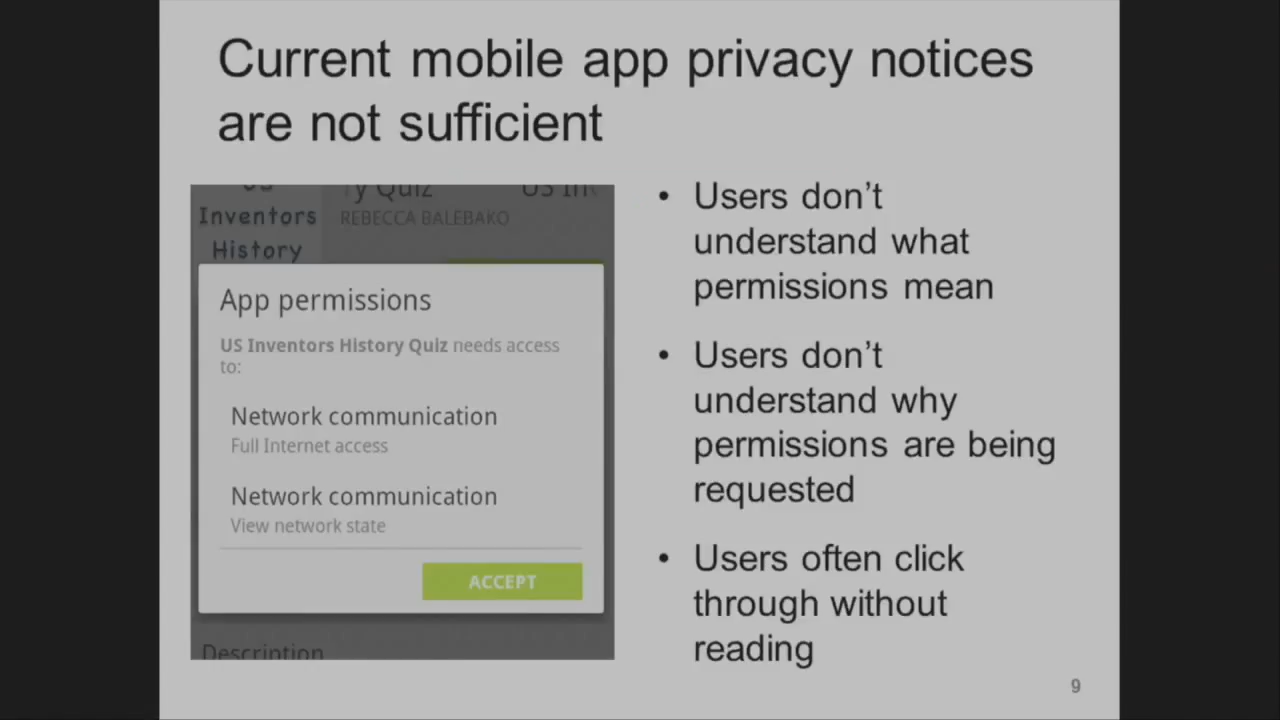 Current mobile app privacy notices
are not sufficient
Inventors
History
ry Quiz
REBECCA BALEBAKO
App permissions
US Inventors History Quiz needs access
to:
Network communication
Full Internet access
Network communication
View network state
ACCEPT
Description
• Users don’t
understand what
permissions mean
• Users don’t
understand why
permissions are being
requested
• Users often click
through without
reading
9